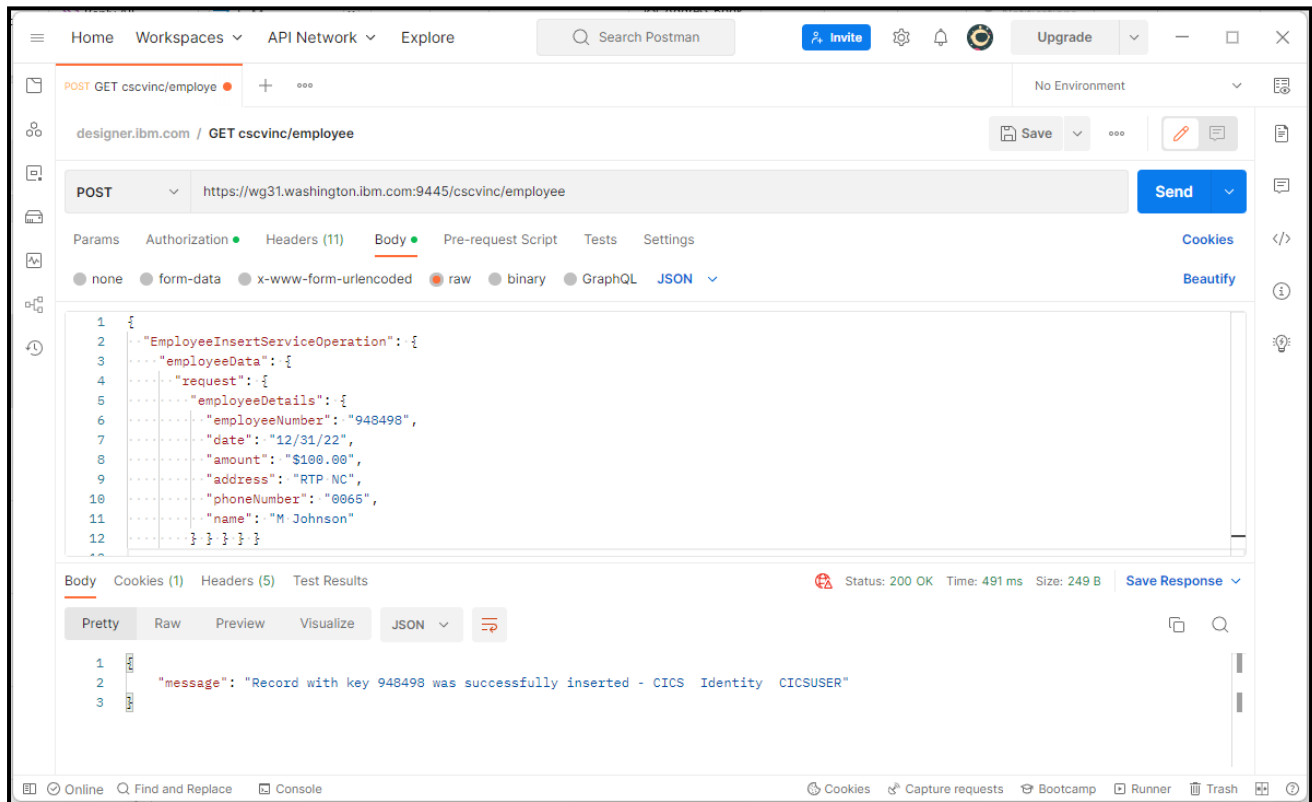 Home Workspaces API Network Explore Search Postman Invite Upgrade
POST GET cscvinc/employe No Environment
designer.ibm.com / GET cscvinc/employee Save
POST https://wg31.washington.ibm.com:9445/cscvinc/employee Send
Params Authorization Headers (11) Body Pre-request Script Tests Settings Cookies
none form-data x-www-form-urlencoded raw binary GraphQL JSON Beautify
1 {
2 "EmployeeInsertServiceOperation": {
3 "employeeData": {
4 "request": {
5 "employeeDetails": {
6 "employeeNumber": "948498",
7 "date": "12/31/22",
8 "amount": "$100.00",
9 "address": "RTP NC",
10 "phoneNumber": "0065",
11 "name": "M Johnson"
12 } } } } }
Body Cookies (1) Headers (5) Test Results Status: 200 OK Time: 491 ms Size: 249 B Save Response
Pretty Raw Preview Visualize JSON
1 {
2 "message": "Record with key 948498 was successfully inserted - CICS  Identity  CICSUSER"
3 }
Online Find and Replace Console Cookies Capture requests Bootcamp Runner Trash